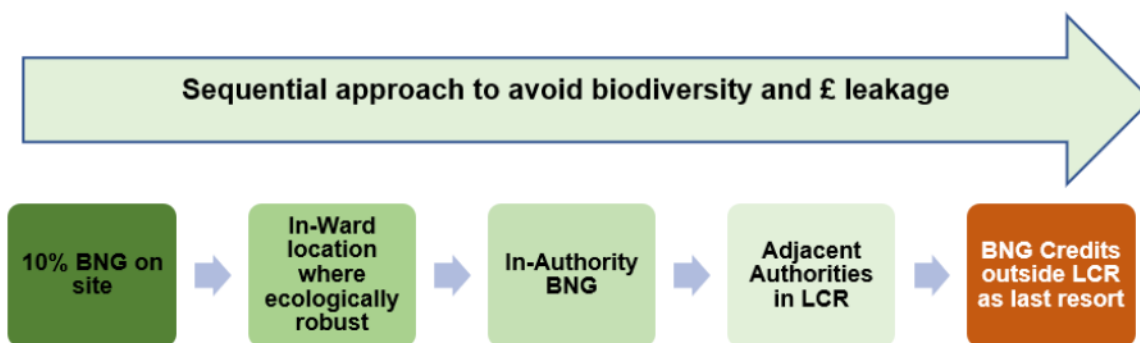 Sequential approach to avoid biodiversity and £ leakage
10% BNG on
site
In-Ward
location
where
ecologically
robust
In-Authority
BNG
Adjacent
Authorities
in LCR
BNG Credits
outside LCR
as last resort